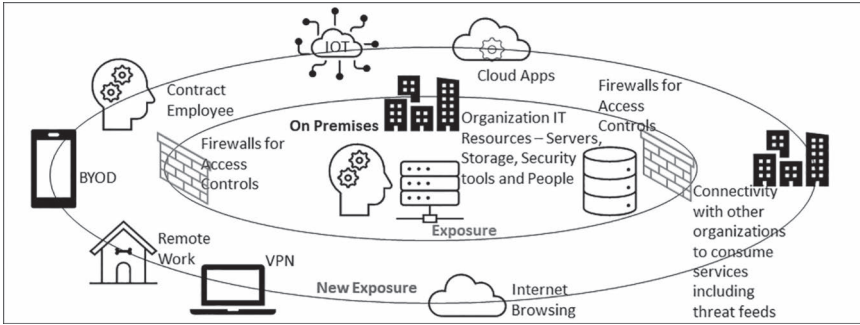 IOT
Cloud Apps
Contract
Employee
Firewalls for
Access
Controls
On Premises
Organization IT
Resources – Servers,
Storage, Security
tools and People
Firewalls for
Access
Controls
BYOD
Exposure
Connectivity
with other
organizations
to consume
services
including
threat feeds
Remote
Work
VPN
New Exposure
Internet
Browsing